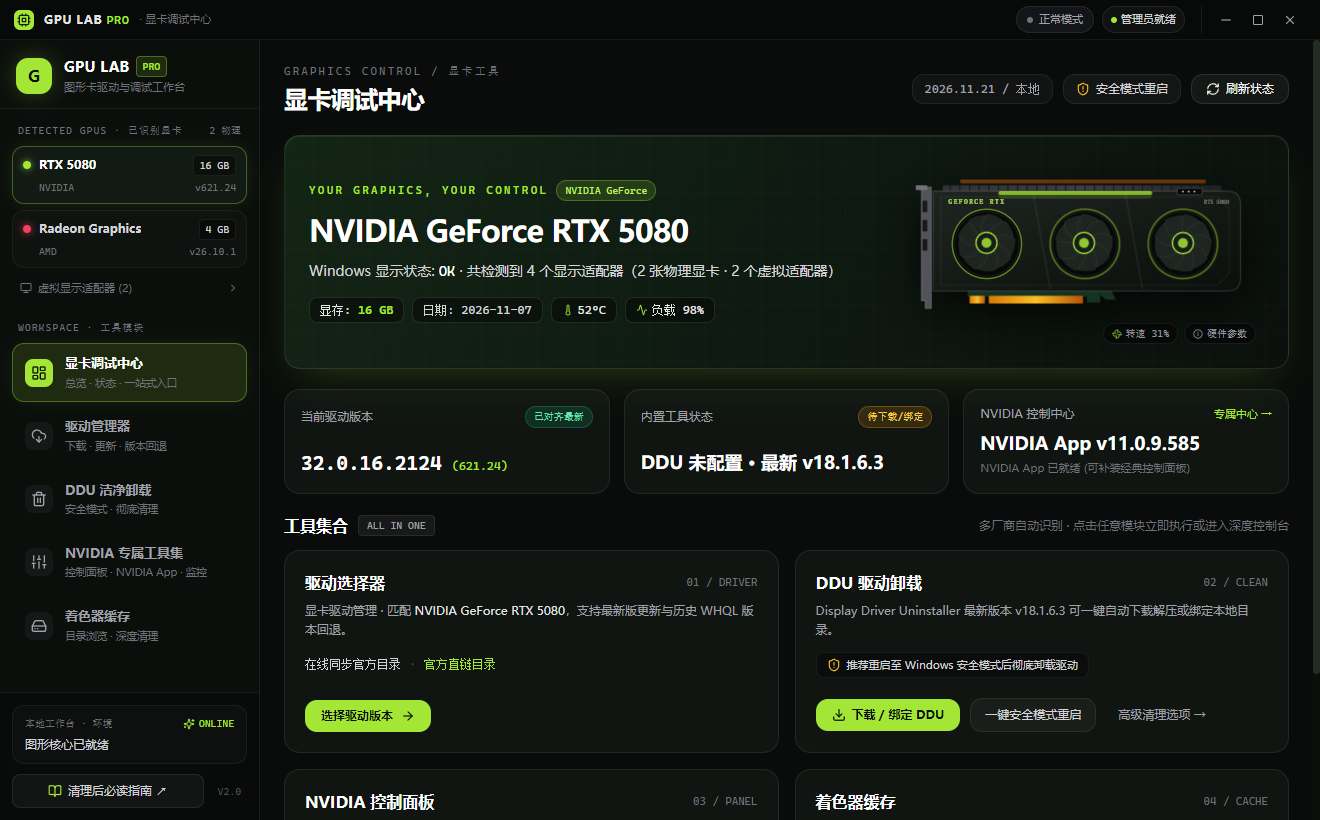 GPU LAB PRO · 显卡调试中心
正常模式
管理员就绪
G
GPU LAB PRO
图形卡驱动与调试工作台
DETECTED GPUS · 已识别显卡 2 物理
RTX 5080 16 GB
NVIDIA v621.24
Radeon Graphics 4 GB
AMD v26.10.1
虚拟显示适配器 (2)
WORKSPACE · 工具模块
显卡调试中心
总览 · 状态 · 一站式入口
驱动管理器
下载 · 更新 · 版本回退
DDU 洁净卸载
安全模式 · 彻底清理
NVIDIA 专属工具集
控制面板 · NVIDIA App · 监控
着色器缓存
目录浏览 · 深度清理
本地工作台 · 环境 ONLINE
图形核心已就绪
清理后必读指南 ↗
V2.0
GRAPHICS CONTROL / 显卡工具
显卡调试中心
2026.11.21 / 本地
安全模式重启
刷新状态
YOUR GRAPHICS, YOUR CONTROL NVIDIA GeForce
NVIDIA GeForce RTX 5080
Windows 显示状态: OK · 共检测到 4 个显示适配器（2 张物理显卡 · 2 个虚拟适配器）
显存: 16 GB
日期: 2026-11-07
52°C
负载 98%
GEFORCE RTX
RTX 5080
转速 31%
硬件参数
当前驱动版本 已对齐最新
32.0.16.2124 (621.24)
内置工具状态 待下载/绑定
DDU 未配置 • 最新 v18.1.6.3
NVIDIA 控制中心 专属中心 →
NVIDIA App v11.0.9.585
NVIDIA App 已就绪 (可补装经典控制面板)
工具集合 ALL IN ONE
多厂商自动识别 · 点击任意模块立即执行或进入深度控制台
驱动选择器 01 / DRIVER
显卡驱动管理 · 匹配 NVIDIA GeForce RTX 5080，支持最新版更新与历史 WHQL 版
本回退。
在线同步官方目录 · 官方直链目录
选择驱动版本 →
DDU 驱动卸载 02 / CLEAN
Display Driver Uninstaller 最新版本 v18.1.6.3 可一键自动下载解压或绑定本地目
录。
推荐重启至 Windows 安全模式后彻底卸载驱动
下载 / 绑定 DDU
一键安全模式重启
高级清理选项 →
NVIDIA 控制面板 03 / PANEL
着色器缓存 04 / CACHE